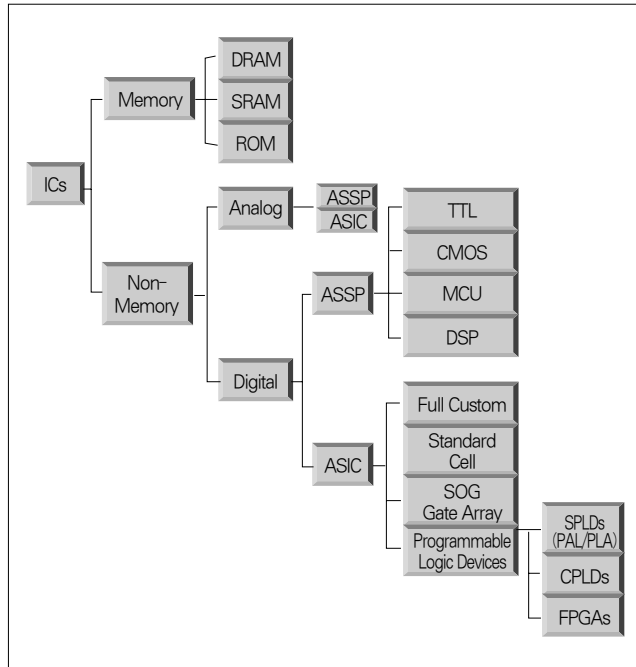 DRAM
Memory
SRAM
ROM
ICs
Analog
ASSP
ASIC
Non-
Memory
Digital
ASSP
TTL
CMOS
MCU
DSP
ASIC
Full Custom
Standard
Cell
SOG
Gate Array
Programmable
Logic Devices
SPLDs
(PAL/PLA)
CPLDs
FPGAs